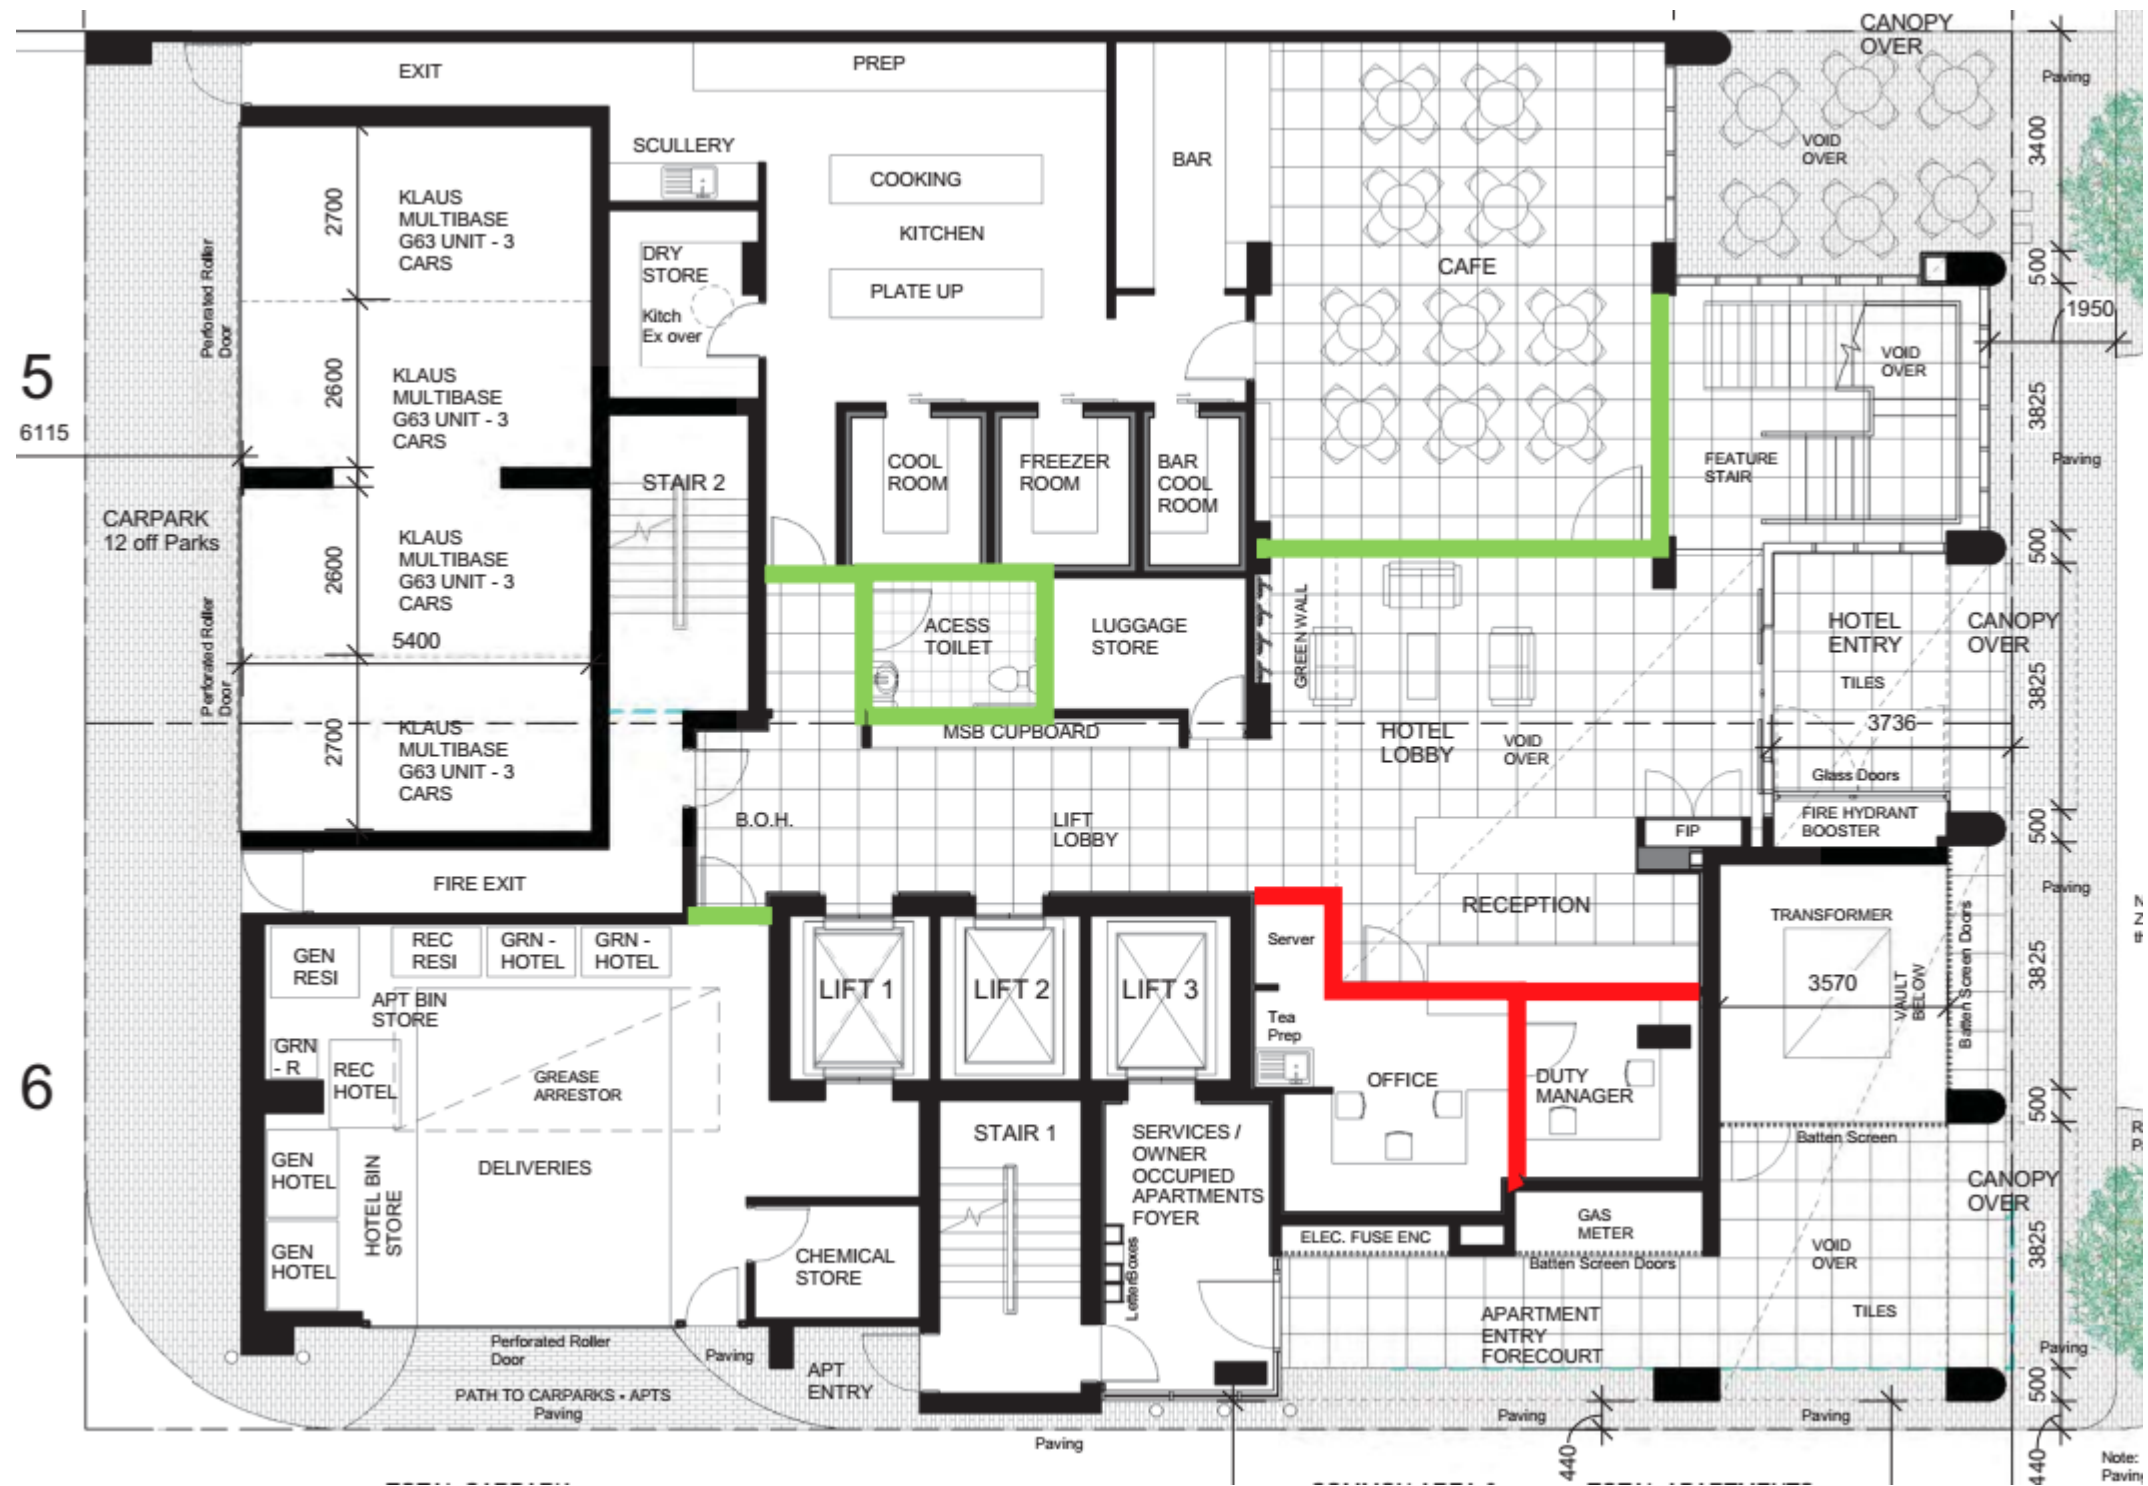 CANOPY
OVER
EXIT
PREP
Paving
SCULLERY
BAR
COOKING
VOID
OVER
3400
2700
KLAUS
MULTIBASE
G63 UNIT - 3
CARS
KITCHEN
DRY
STORE
CAFE
Perforated Roller
Door
PLATE UP
500
Kitch
Ex over
1950
VOID
OVER
5
6115
2600
KLAUS
MULTIBASE
G63 UNIT - 3
CARS
3825
COOL
ROOM
FREEZER
ROOM
BAR
COOL
ROOM
FEATURE
STAIR
Paving
STAIR 2
CARPARK
12 off Parks
2600
KLAUS
MULTIBASE
G63 UNIT - 3
CARS
500
5400
ACESS
TOILET
LUGGAGE
STORE
GREEN WALL
HOTEL
ENTRY
CANOPY
OVER
TILES
3825
Perforated Roller
Door
2700
KLAUS
MULTIBASE
G63 UNIT - 3
CARS
MSB CUPBOARD
HOTEL
LOBBY
VOID
OVER
3736
Glass Doors
B.O.H.
LIFT
LOBBY
FIP
FIRE HYDRANT
BOOSTER
500
FIRE EXIT
RECEPTION
TRANSFORMER
Paving
GEN
RESI
REC
RESI
GRN -
HOTEL
GRN -
HOTEL
Server
LIFT 1
LIFT 2
LIFT 3
3570
VAULT
BELOW
Batten Screen Doors
3825
APT BIN
STORE
Tea
Prep
GRN
- R
REC
HOTEL
GREASE
ARRESTOR
OFFICE
DUTY
MANAGER
6
500
STAIR 1
SERVICES /
OWNER
OCCUPIED
APARTMENTS
FOYER
Batten Screen
GEN
HOTEL
DELIVERIES
CANOPY
OVER
HOTEL BIN
STORE
GAS
METER
ELEC. FUSE ENC
GEN
HOTEL
CHEMICAL
STORE
LetterBoxes
Batten Screen Doors
VOID
OVER
3825
APARTMENT
ENTRY
FORECOURT
TILES
Perforated Roller
Door
Paving
Paving
APT
ENTRY
PATH TO CARPARKS - APTS
Paving
500
Paving
Paving
Paving
440
440
Note:
Paving